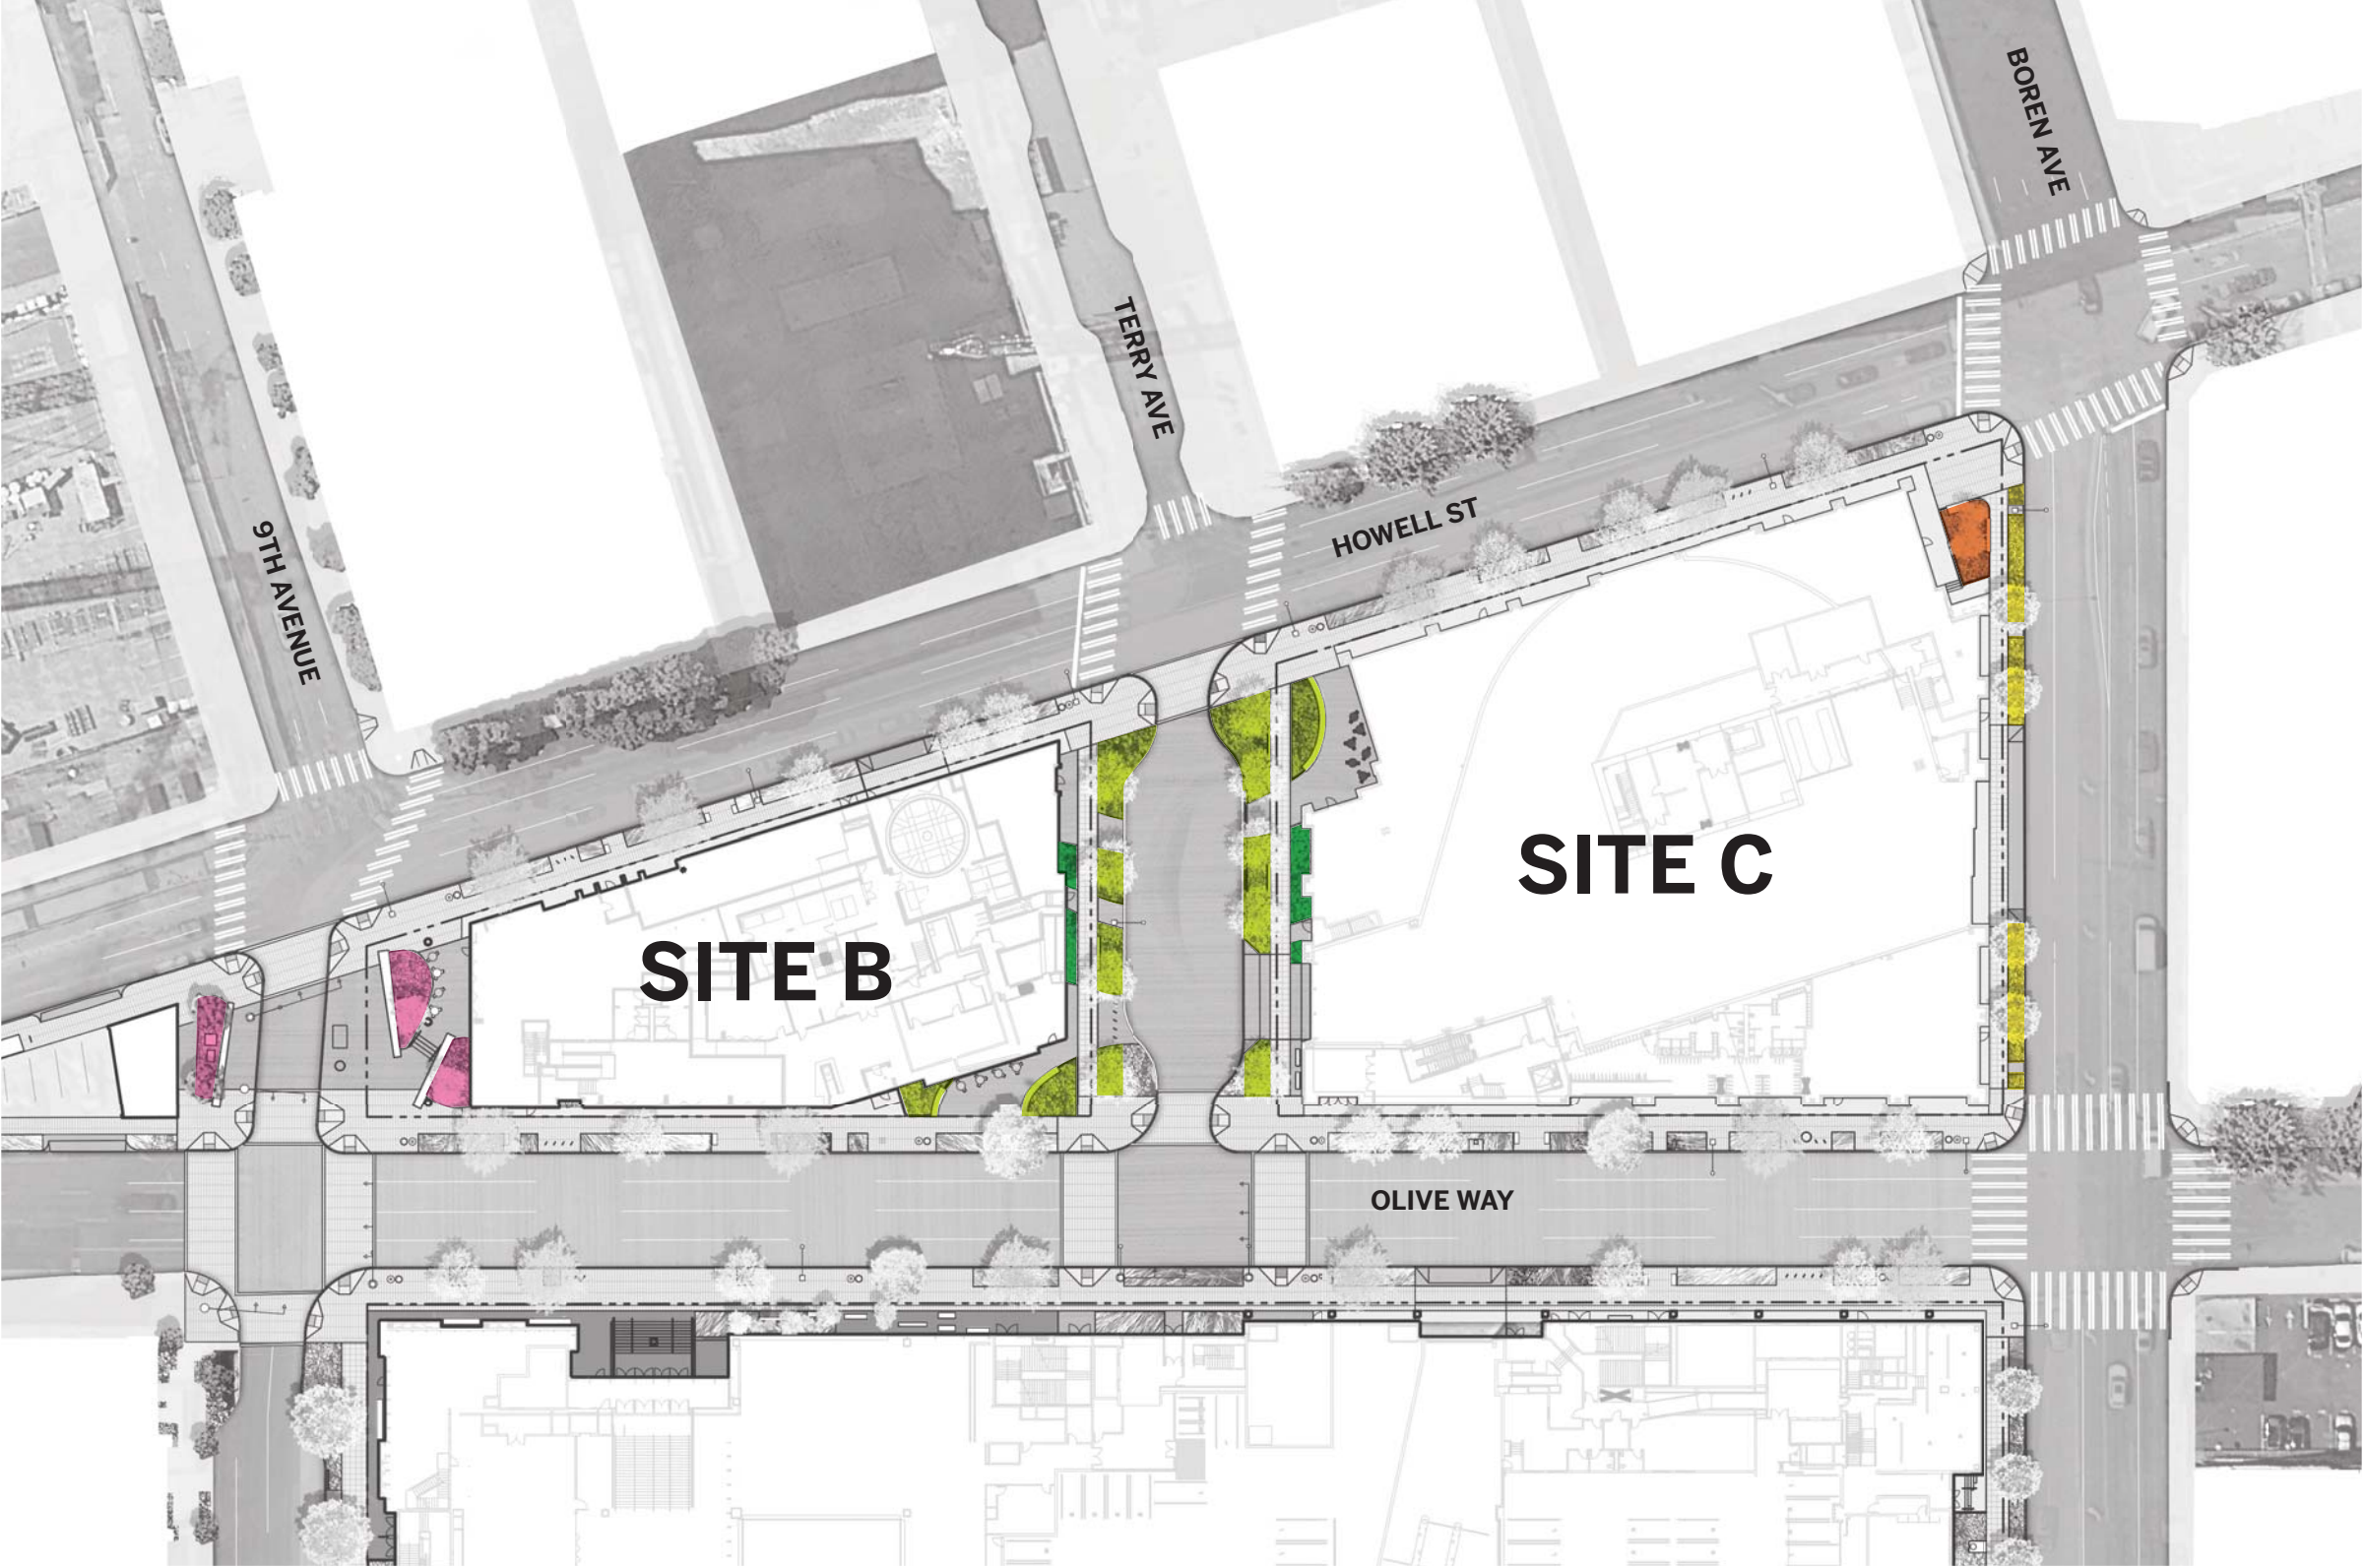 BOREN AVE
TERRY AVE
HOWELL ST
9TH AVENUE
SITE C
SITE B
OLIVE WAY